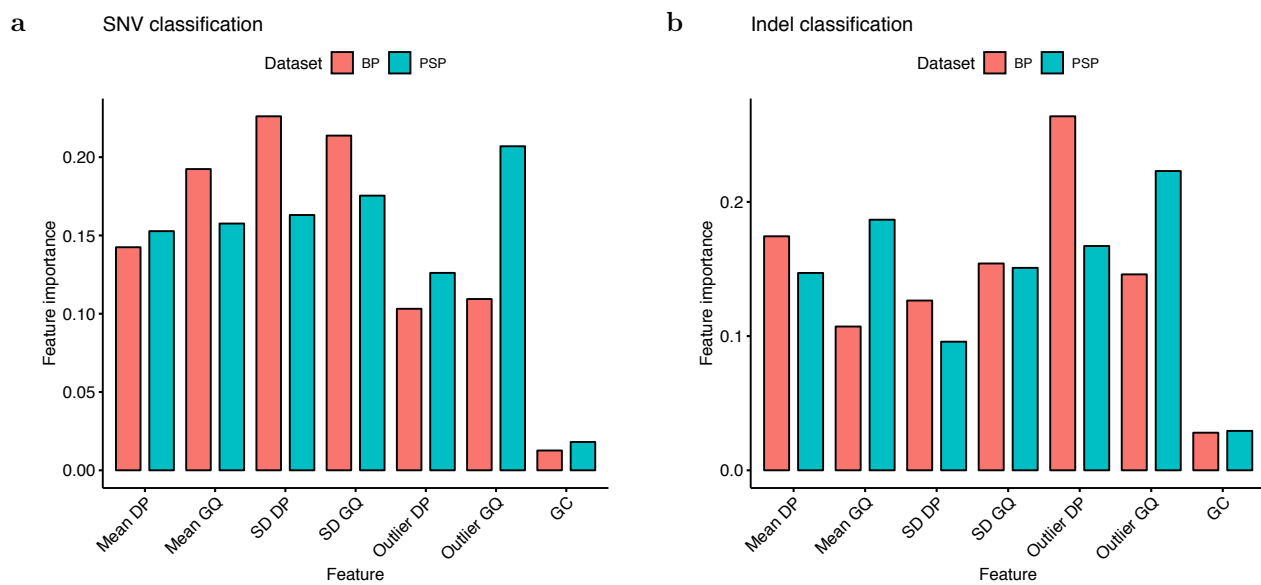 a SNV classification
Dataset BP PSP
Feature importance
0.20
0.15
0.10
0.05
0.00
Mean DP Mean GQ SD DP SD GQ Outlier DP Outlier GQ GC
Feature
b Indel classification
Dataset BP PSP
Feature importance
0.2
0.1
0.0
Mean DP Mean GQ SD DP SD GQ Outlier DP Outlier GQ GC
Feature